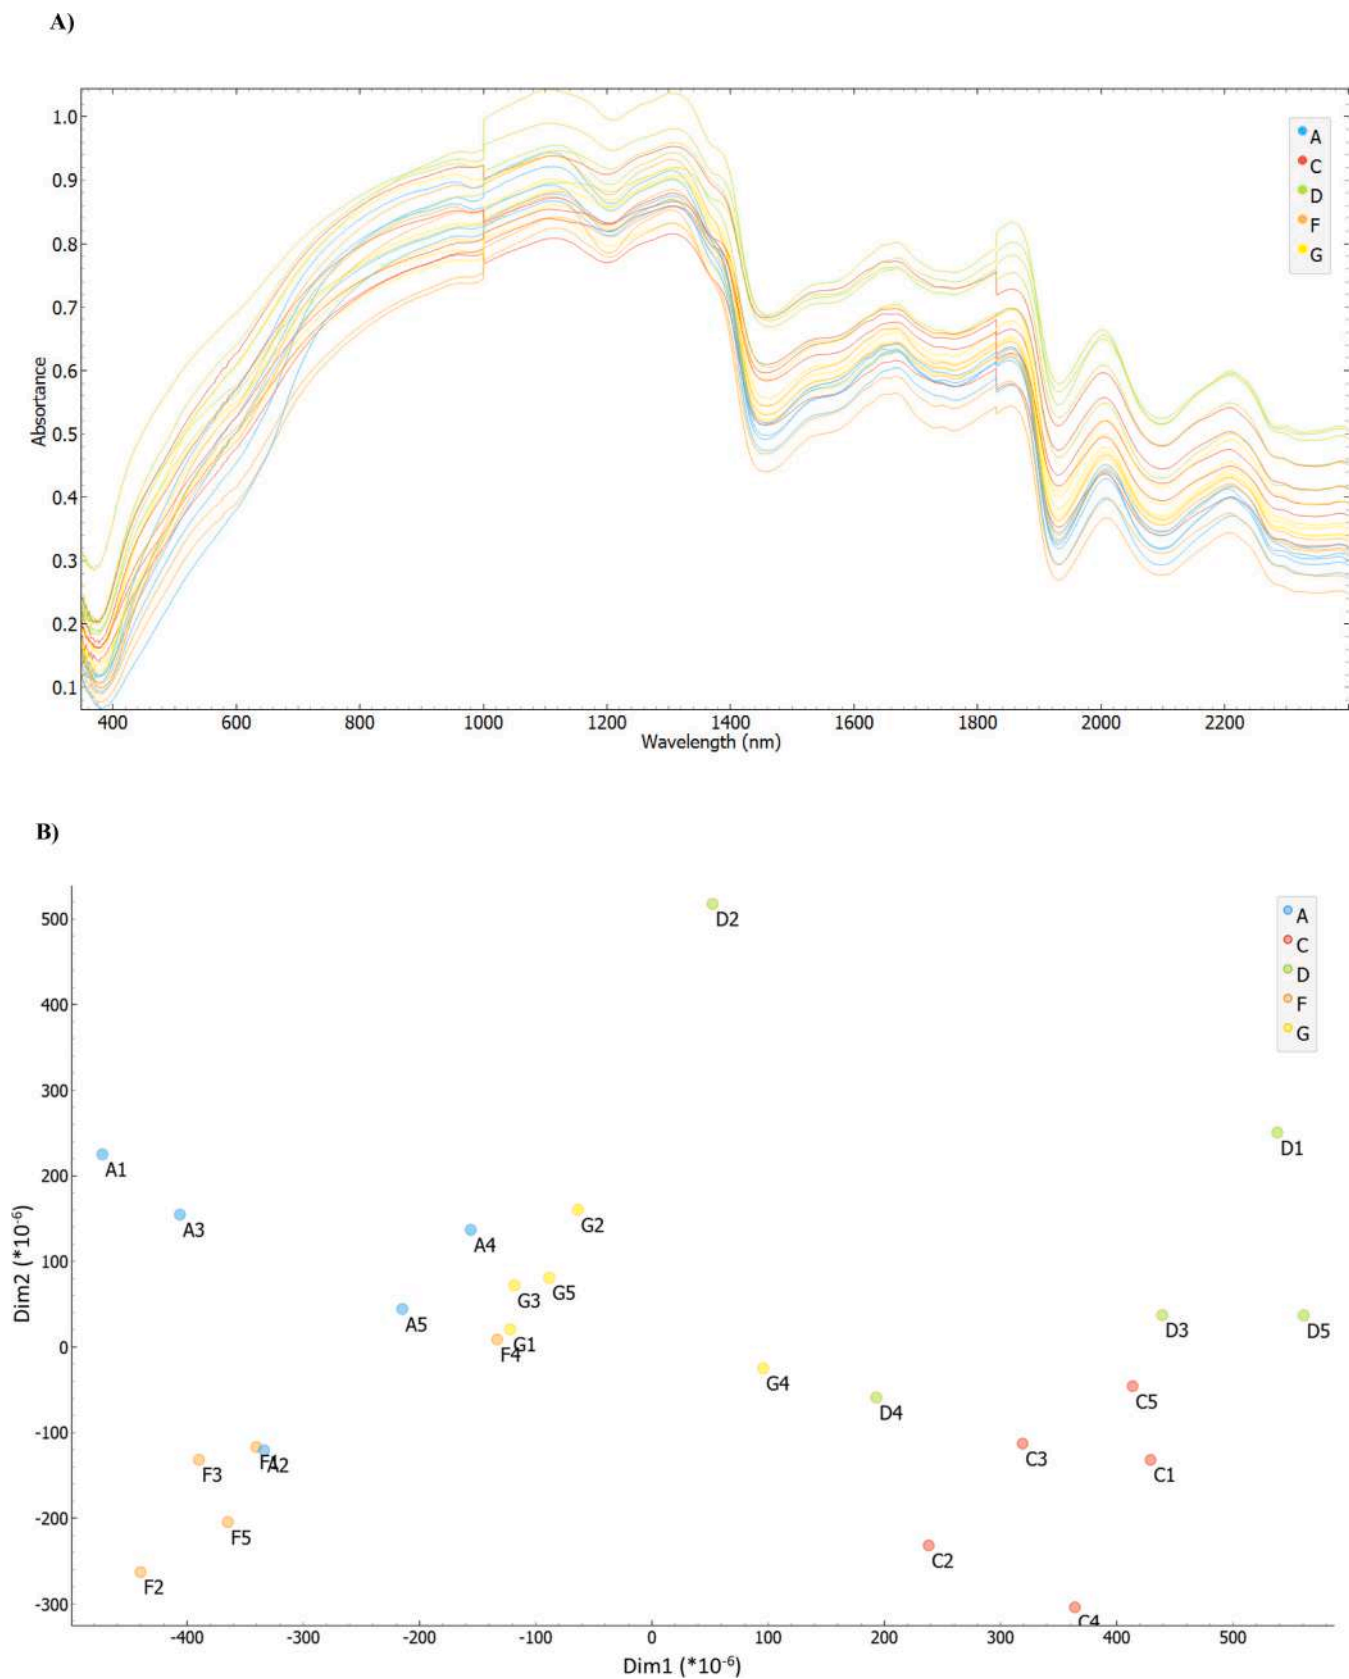 A)
1.0
0.9
0.8
0.7
0.6
0.5
0.4
0.3
0.2
0.1
Absortance
A
C
D
F
G
400 600 800 1000 1200 1400 1600 1800 2000 2200
Wavelength (nm)
B)
500
400
300
200
100
0
-100
-200
-300
Dim2 (*10⁻⁶)
A
C
D
F
G
D2
D1
A1
A3
A4
G2
G3
G5
A5
G1
F4
D3
D5
G4
D4
C5
F1
A2
F3
C3
C1
F5
C2
F2
C4
-400 -300 -200 -100 0 100 200 300 400 500
Dim1 (*10⁻⁶)